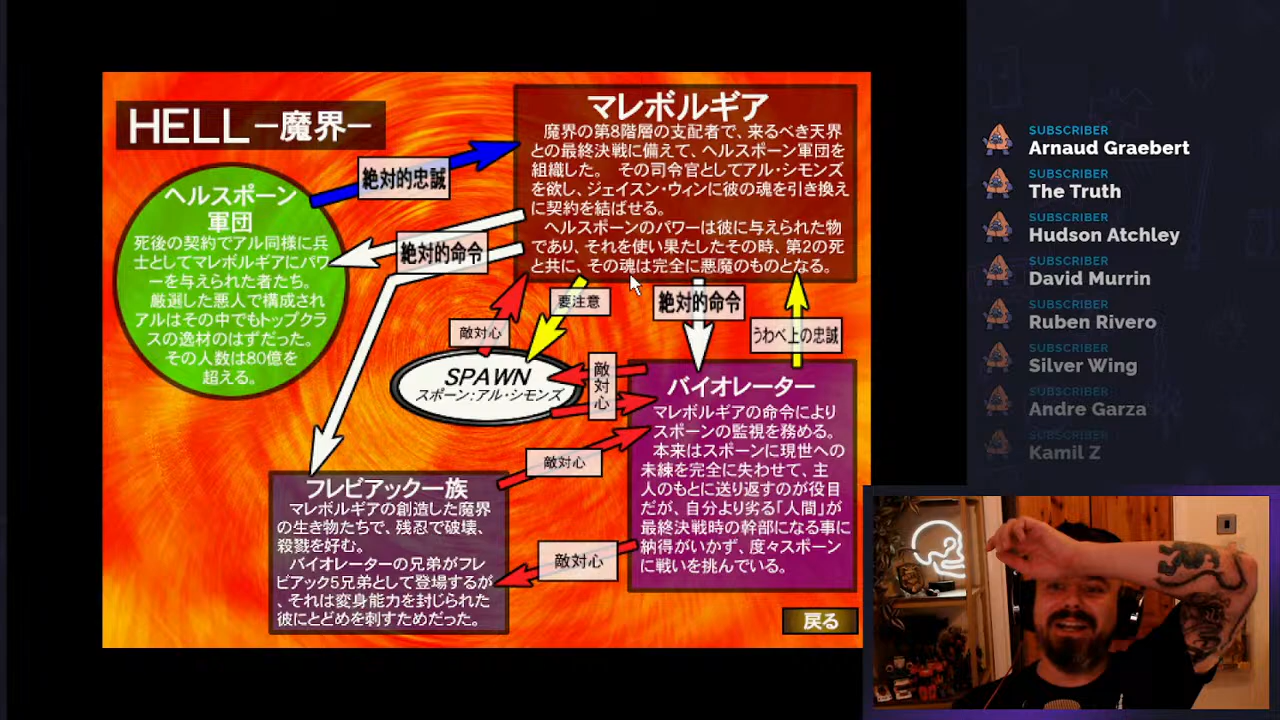 HELL－魔界－
マレボルギア
魔界の第8階層の支配者で、来るべき天界
との最終決戦に備えて、ヘルスポーン軍団を
組織した。その司令官としてアル・シモンズ
を欲し、ジェイスン・ウィンに彼の魂を引き換え
に契約を結ばせる。
ヘルスポーンのパワーは彼に与えられた物
であり、それを使い果たしたその時、第2の死
と共に、その魂は完全に悪魔のものとなる。
絶対的忠誠
ヘルスポーン
軍団
死後の契約でアル同様に兵
士としてマレボルギアにパワ
ーを与えられた者たち。
厳選した悪人で構成され
アルはその中でもトップクラ
スの逸材のはずだった。
その人数は80億を
超える。
絶対的命令
敵対心
要注意
絶対的命令
うわべ上の忠誠
SPAWN
スポーン:アル・シモンズ
敵対心
バイオレーター
マレボルギアの命令により
スポーンの監視を務める。
本来はスポーンに現世への
未練を完全に失わせて、主
人のもとに送り返すのが役目
だが、自分より劣る「人間」が
最終決戦時の幹部になる事に
納得がいかず、度々スポーン
に戦いを挑んでいる。
敵対心
フレビアック一族
マレボルギアの創造した魔界
の生き物たちで、残忍で破壊、
殺戮を好む。
バイオレーターの兄弟がフレ
ビアック5兄弟として登場するが
、それは変身能力を封じられた
彼にとどめを刺すためだった。
敵対心
戻る
SUBSCRIBER
Arnaud Graebert
SUBSCRIBER
The Truth
SUBSCRIBER
Hudson Atchley
SUBSCRIBER
David Murrin
SUBSCRIBER
Ruben Rivero
SUBSCRIBER
Silver Wing
SUBSCRIBER
Andre Garza
SUBSCRIBER
Kamil Z